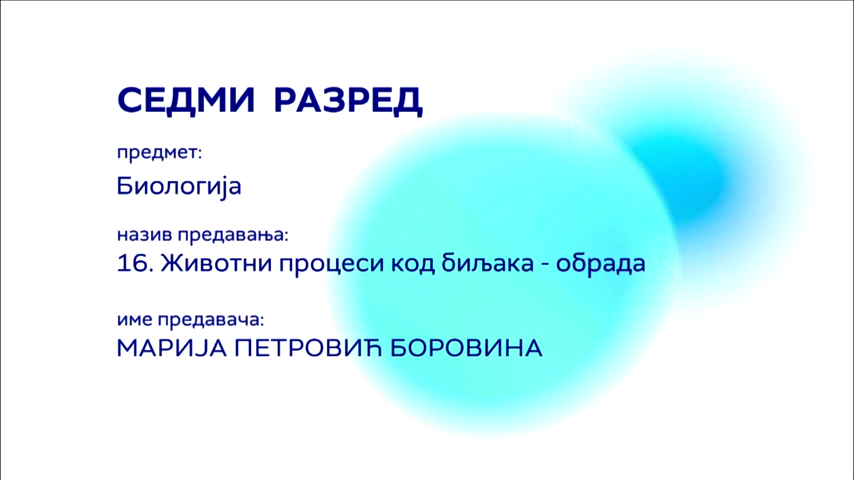 СЕДМИ РАЗРЕД
предмет:
Биологија
назив предавања:
16. Животни процеси код биљака - обрада
име предавача:
МАРИЈА ПЕТРОВИЋ БОРОВИНА